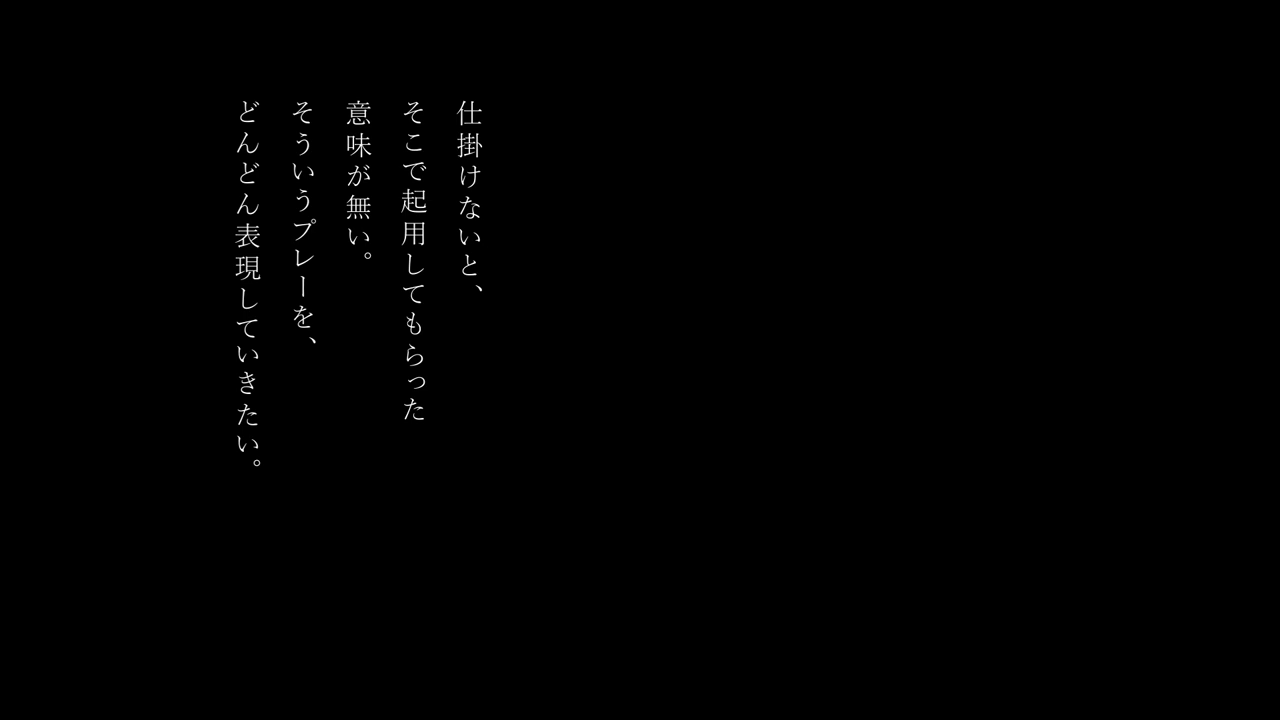 仕掛けないと、
そこで起用してもらった
意味が無い。
そういうプレーを、
どんどん表現していきたい。